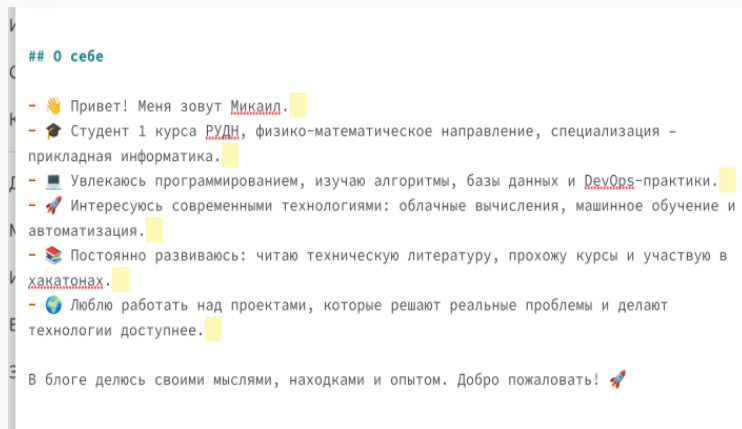 ## О себе
- 👋 Привет! Меня зовут Микаил.
- 🎓 Студент 1 курса РУДН, физико-математическое направление, специализация –
прикладная информатика.
- 💻 Увлекаюсь программированием, изучаю алгоритмы, базы данных и DevOps-практики.
- 🚀 Интересуюсь современными технологиями: облачные вычисления, машинное обучение и
автоматизация.
- 📚 Постоянно развиваюсь: читаю техническую литературу, прохожу курсы и участвую в
хакатонах.
- 🌍 Люблю работать над проектами, которые решают реальные проблемы и делают
технологии доступнее.
В блоге делюсь своими мыслями, находками и опытом. Добро пожаловать! 🚀